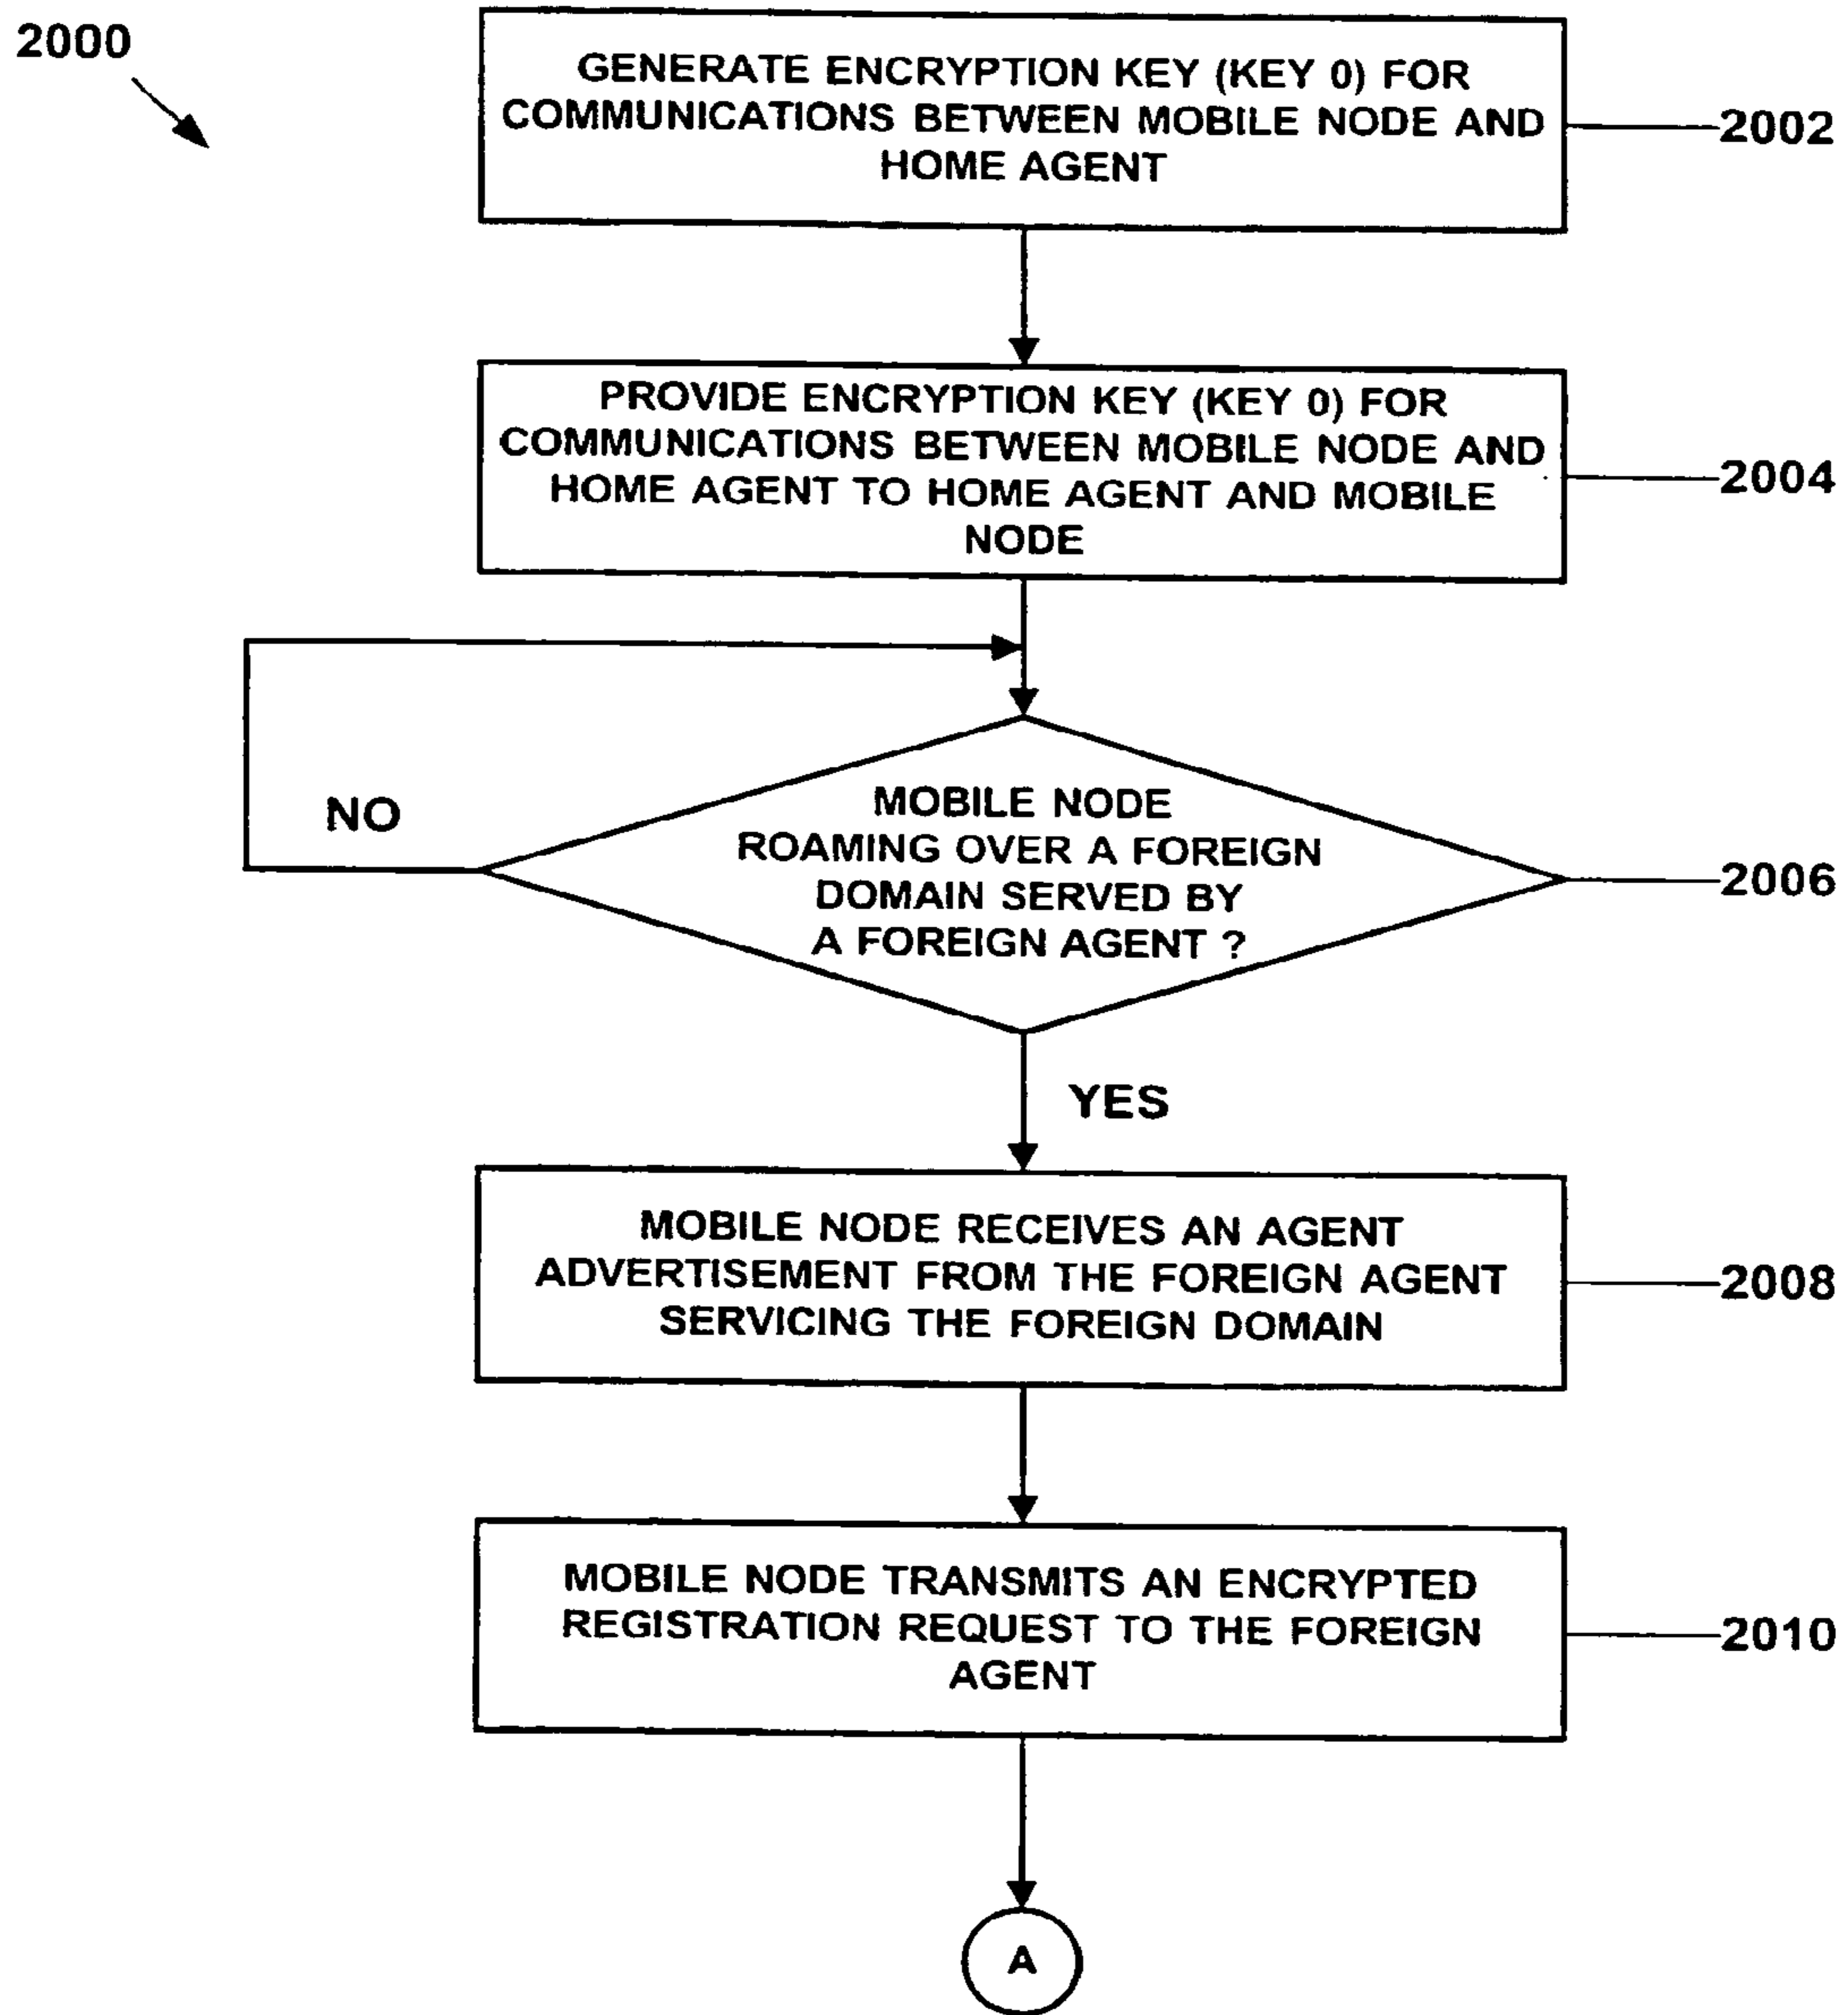 2000
GENERATE ENCRYPTION KEY (KEY 0) FOR
COMMUNICATIONS BETWEEN MOBILE NODE AND
HOME AGENT
2002
PROVIDE ENCRYPTION KEY (KEY 0) FOR
COMMUNICATIONS BETWEEN MOBILE NODE AND
HOME AGENT TO HOME AGENT AND MOBILE
NODE
2004
NO
MOBILE NODE
ROAMING OVER A FOREIGN
DOMAIN SERVED BY
A FOREIGN AGENT ?
2006
YES
MOBILE NODE RECEIVES AN AGENT
ADVERTISEMENT FROM THE FOREIGN AGENT
SERVICING THE FOREIGN DOMAIN
2008
MOBILE NODE TRANSMITS AN ENCRYPTED
REGISTRATION REQUEST TO THE FOREIGN
AGENT
2010
A